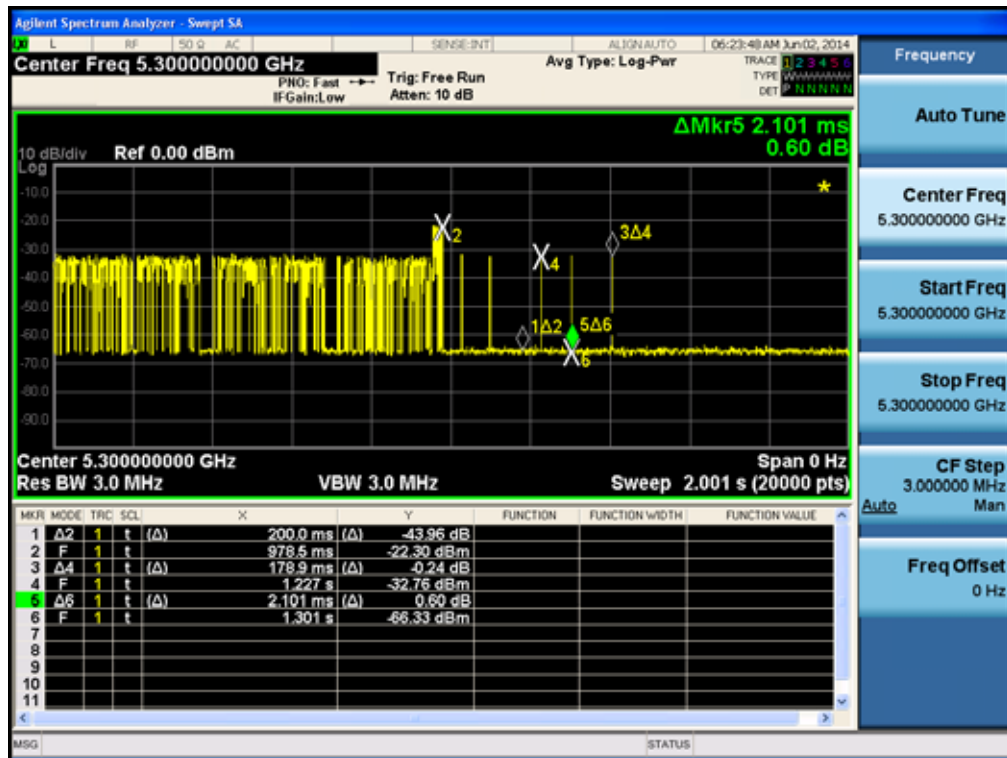 Agilent Spectrum Analyzer - Swept SA
L RF 50 Ω AC SENSE:INT ALIGN AUTO 06:23:48 AM Jun 02, 2014
Center Freq 5.300000000 GHz
PNO: Fast
IFGain:Low
Trig: Free Run
Atten: 10 dB
Avg Type: Log-Pwr
TRACE 1 2 3 4 5 6
TYPE
DET P N N N N N
ΔMkr5 2.101 ms
0.60 dB
10 dB/div Ref 0.00 dBm
Log
-10.0
-20.0
-30.0
-40.0
-50.0
-60.0
-70.0
-80.0
-90.0
2
4
3Δ4
1Δ2
5Δ6
6
Center 5.300000000 GHz Span 0 Hz
Res BW 3.0 MHz VBW 3.0 MHz Sweep 2.001 s (20000 pts)
MKR MODE TRC SCL X Y FUNCTION FUNCTION WIDTH FUNCTION VALUE
1 Δ2 1 t (Δ) 200.0 ms (Δ) -43.96 dB
2 F 1 t 978.5 ms -22.30 dBm
3 Δ4 1 t (Δ) 178.9 ms (Δ) -0.24 dB
4 F 1 t 1.227 s -32.76 dBm
5 Δ6 1 t (Δ) 2.101 ms (Δ) 0.60 dB
6 F 1 t 1.301 s -66.33 dBm
7
8
9
10
11
MSG STATUS
Frequency
Auto Tune
Center Freq
5.300000000 GHz
Start Freq
5.300000000 GHz
Stop Freq
5.300000000 GHz
CF Step
3.000000 MHz
Auto Man
Freq Offset
0 Hz